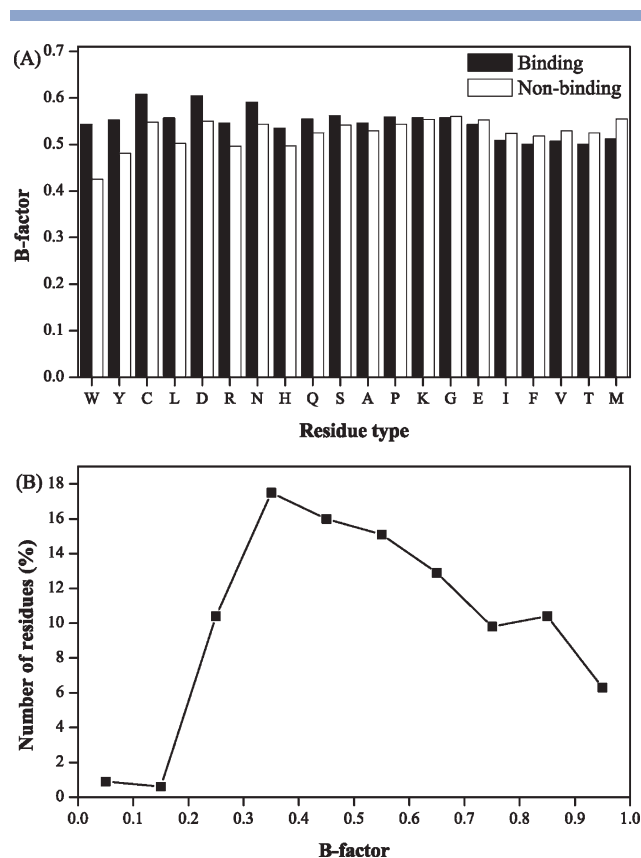 (A)
0.7
0.6
0.5
0.4
0.3
0.2
0.1
0.0
B-factor
Binding
Non-binding
W Y C L D R N H Q S A P K G E I F V T M
Residue type
(B)
18
16
14
12
10
8
6
4
2
0
Number of residues (%)
0.0 0.1 0.2 0.3 0.4 0.5 0.6 0.7 0.8 0.9 1.0
B-factor